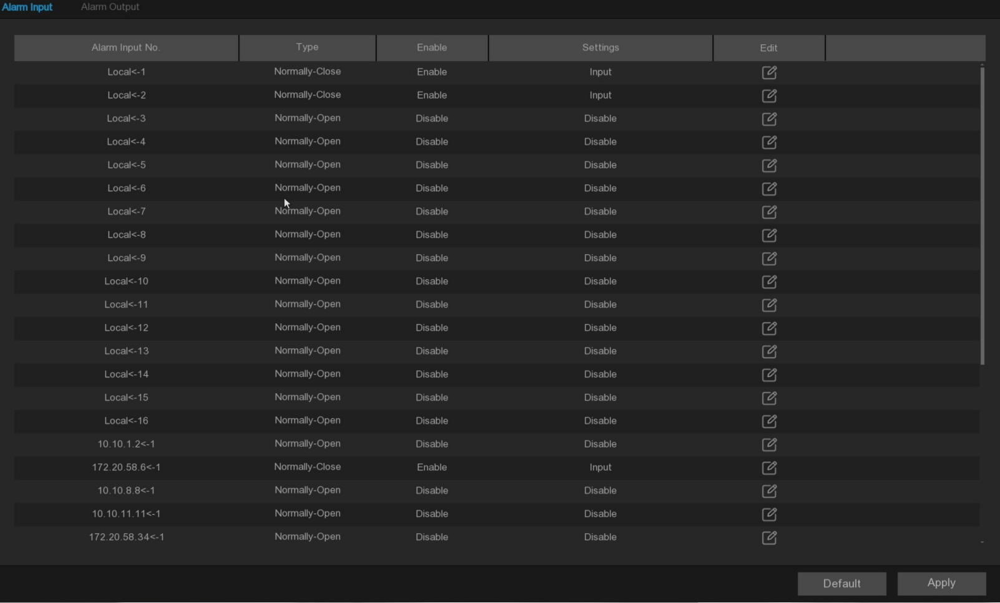 Alarm Input Alarm Output
Alarm Input No. Type Enable Settings Edit
Local<-1 Normally-Close Enable Input
Local<-2 Normally-Close Enable Input
Local<-3 Normally-Open Disable Disable
Local<-4 Normally-Open Disable Disable
Local<-5 Normally-Open Disable Disable
Local<-6 Normally-Open Disable Disable
Local<-7 Normally-Open Disable Disable
Local<-8 Normally-Open Disable Disable
Local<-9 Normally-Open Disable Disable
Local<-10 Normally-Open Disable Disable
Local<-11 Normally-Open Disable Disable
Local<-12 Normally-Open Disable Disable
Local<-13 Normally-Open Disable Disable
Local<-14 Normally-Open Disable Disable
Local<-15 Normally-Open Disable Disable
Local<-16 Normally-Open Disable Disable
10.10.1.2<-1 Normally-Open Disable Disable
172.20.58.6<-1 Normally-Close Enable Input
10.10.8.8<-1 Normally-Open Disable Disable
10.10.11.11<-1 Normally-Open Disable Disable
172.20.58.34<-1 Normally-Open Disable Disable
Default Apply